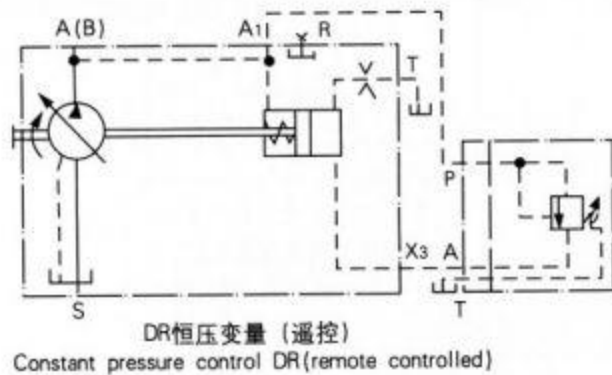 A(B) A1 R
T
P
X3 A
S T
DR恒压变量 (遥控)
Constant pressure control DR(remote controlled)